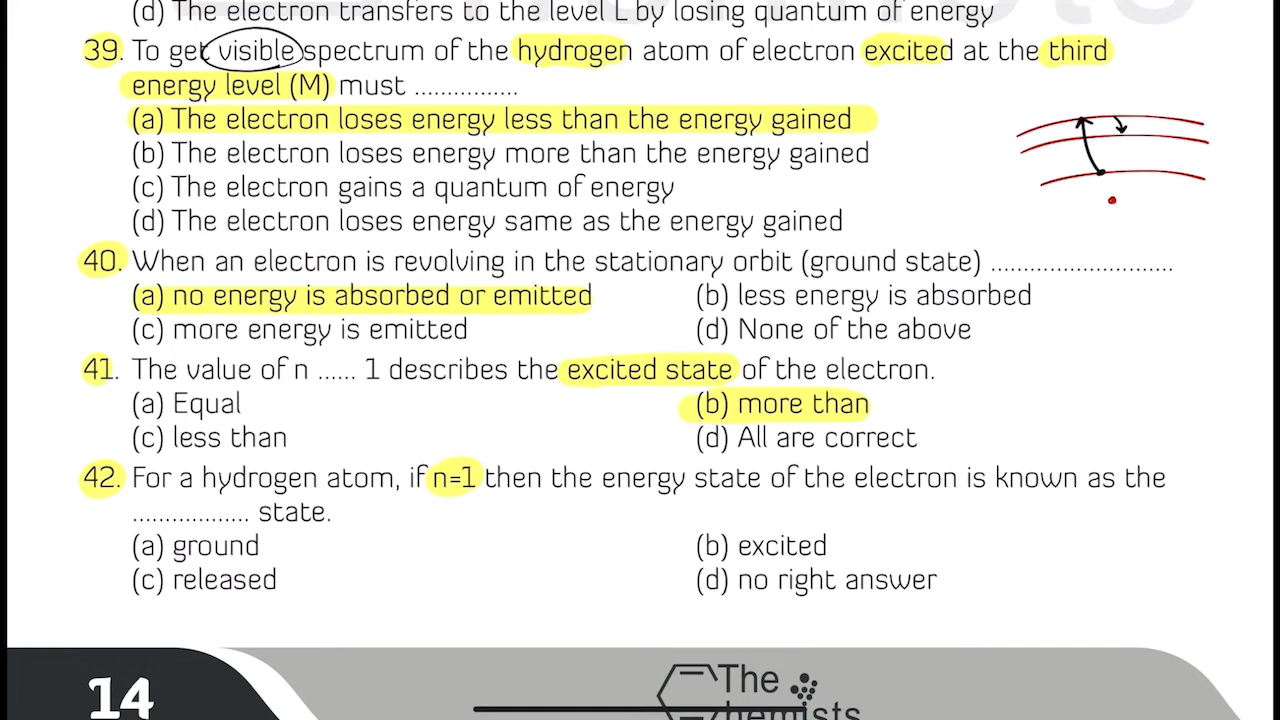 (d) The electron transfers to the level L by losing quantum of energy
39. To get visible spectrum of the hydrogen atom of electron excited at the third
energy level (M) must ................
(a) The electron loses energy less than the energy gained
(b) The electron loses energy more than the energy gained
(c) The electron gains a quantum of energy
(d) The electron loses energy same as the energy gained
40. When an electron is revolving in the stationary orbit (ground state) ............................
(a) no energy is absorbed or emitted (b) less energy is absorbed
(c) more energy is emitted (d) None of the above
41. The value of n ...... 1 describes the excited state of the electron.
(a) Equal (b) more than
(c) less than (d) All are correct
42. For a hydrogen atom, if n=1 then the energy state of the electron is known as the
.................. state.
(a) ground (b) excited
(c) released (d) no right answer
14
The